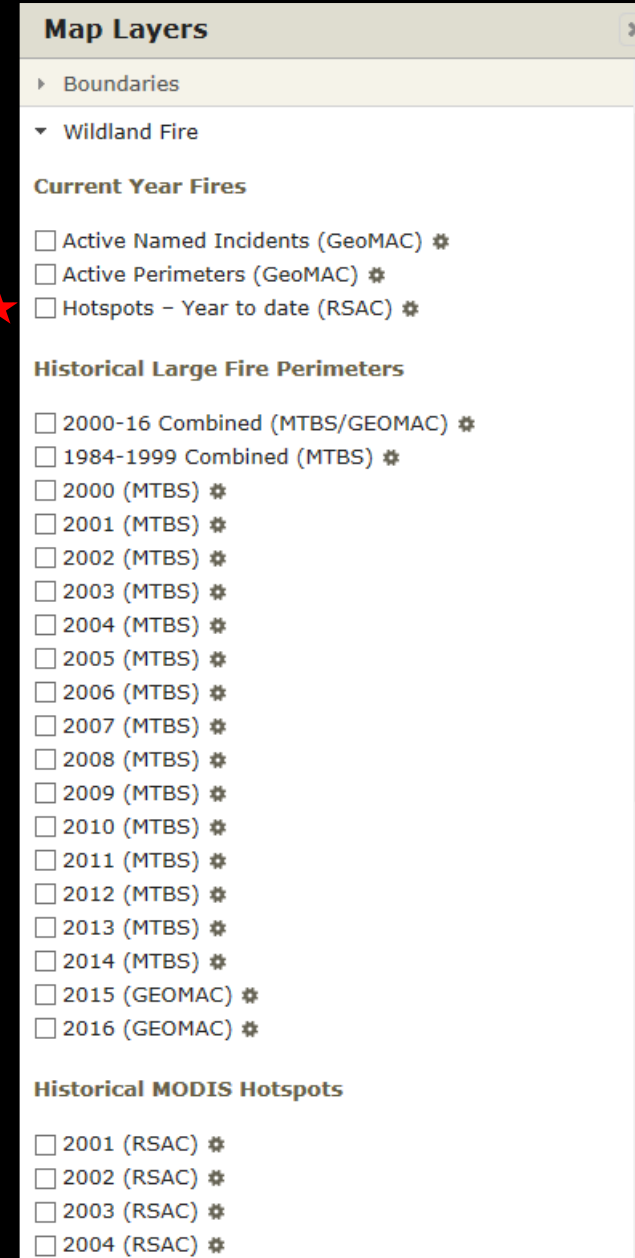 Map Layers
Boundaries
Wildland Fire
Current Year Fires
Active Named Incidents (GeoMAC)
Active Perimeters (GeoMAC)
Hotspots – Year to date (RSAC)
Historical Large Fire Perimeters
2000-16 Combined (MTBS/GEOMAC)
1984-1999 Combined (MTBS)
2000 (MTBS)
2001 (MTBS)
2002 (MTBS)
2003 (MTBS)
2004 (MTBS)
2005 (MTBS)
2006 (MTBS)
2007 (MTBS)
2008 (MTBS)
2009 (MTBS)
2010 (MTBS)
2011 (MTBS)
2012 (MTBS)
2013 (MTBS)
2014 (MTBS)
2015 (GEOMAC)
2016 (GEOMAC)
Historical MODIS Hotspots
2001 (RSAC)
2002 (RSAC)
2003 (RSAC)
2004 (RSAC)